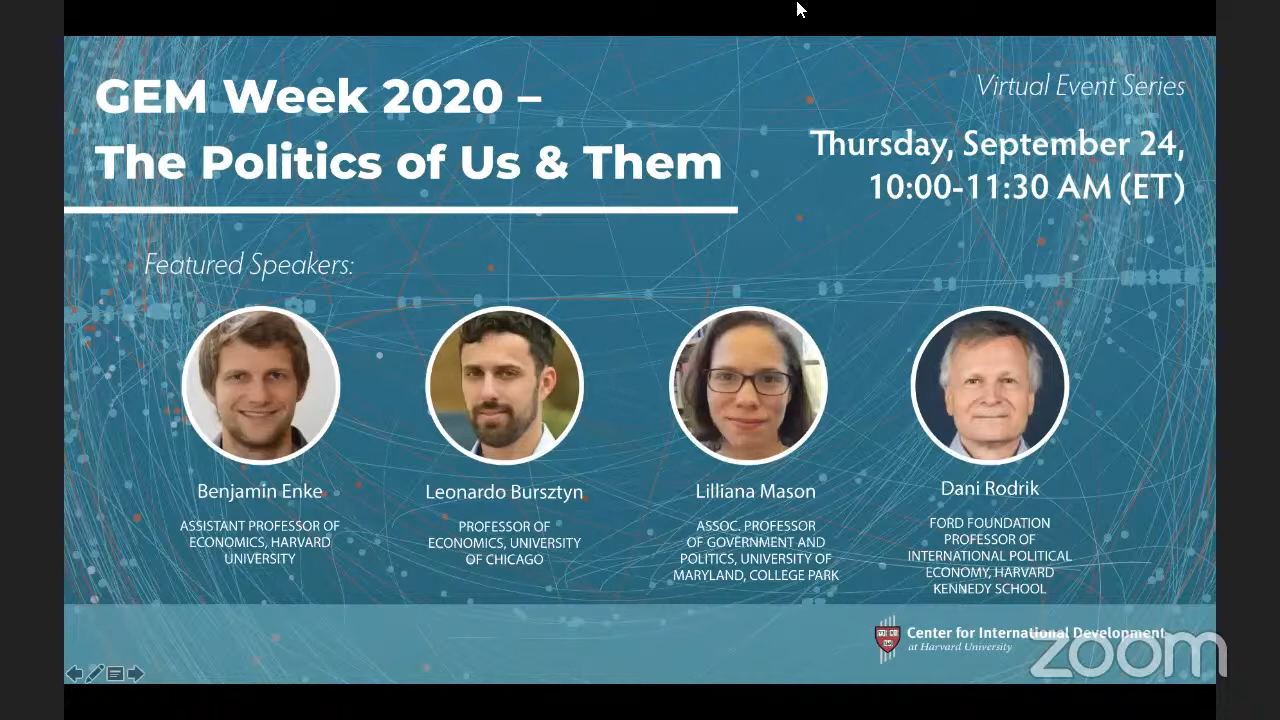 GEM Week 2020 –
The Politics of Us & Them
Virtual Event Series
Thursday, September 24,
10:00-11:30 AM (ET)
Featured Speakers:
Benjamin Enke
ASSISTANT PROFESSOR OF
ECONOMICS, HARVARD
UNIVERSITY
Leonardo Bursztyn
PROFESSOR OF
ECONOMICS, UNIVERSITY
OF CHICAGO
Lilliana Mason
ASSOC. PROFESSOR
OF GOVERNMENT AND
POLITICS, UNIVERSITY OF
MARYLAND, COLLEGE PARK
Dani Rodrik
FORD FOUNDATION
PROFESSOR OF
INTERNATIONAL POLITICAL
ECONOMY, HARVARD
KENNEDY SCHOOL
Center for International Development
at Harvard University
zoom